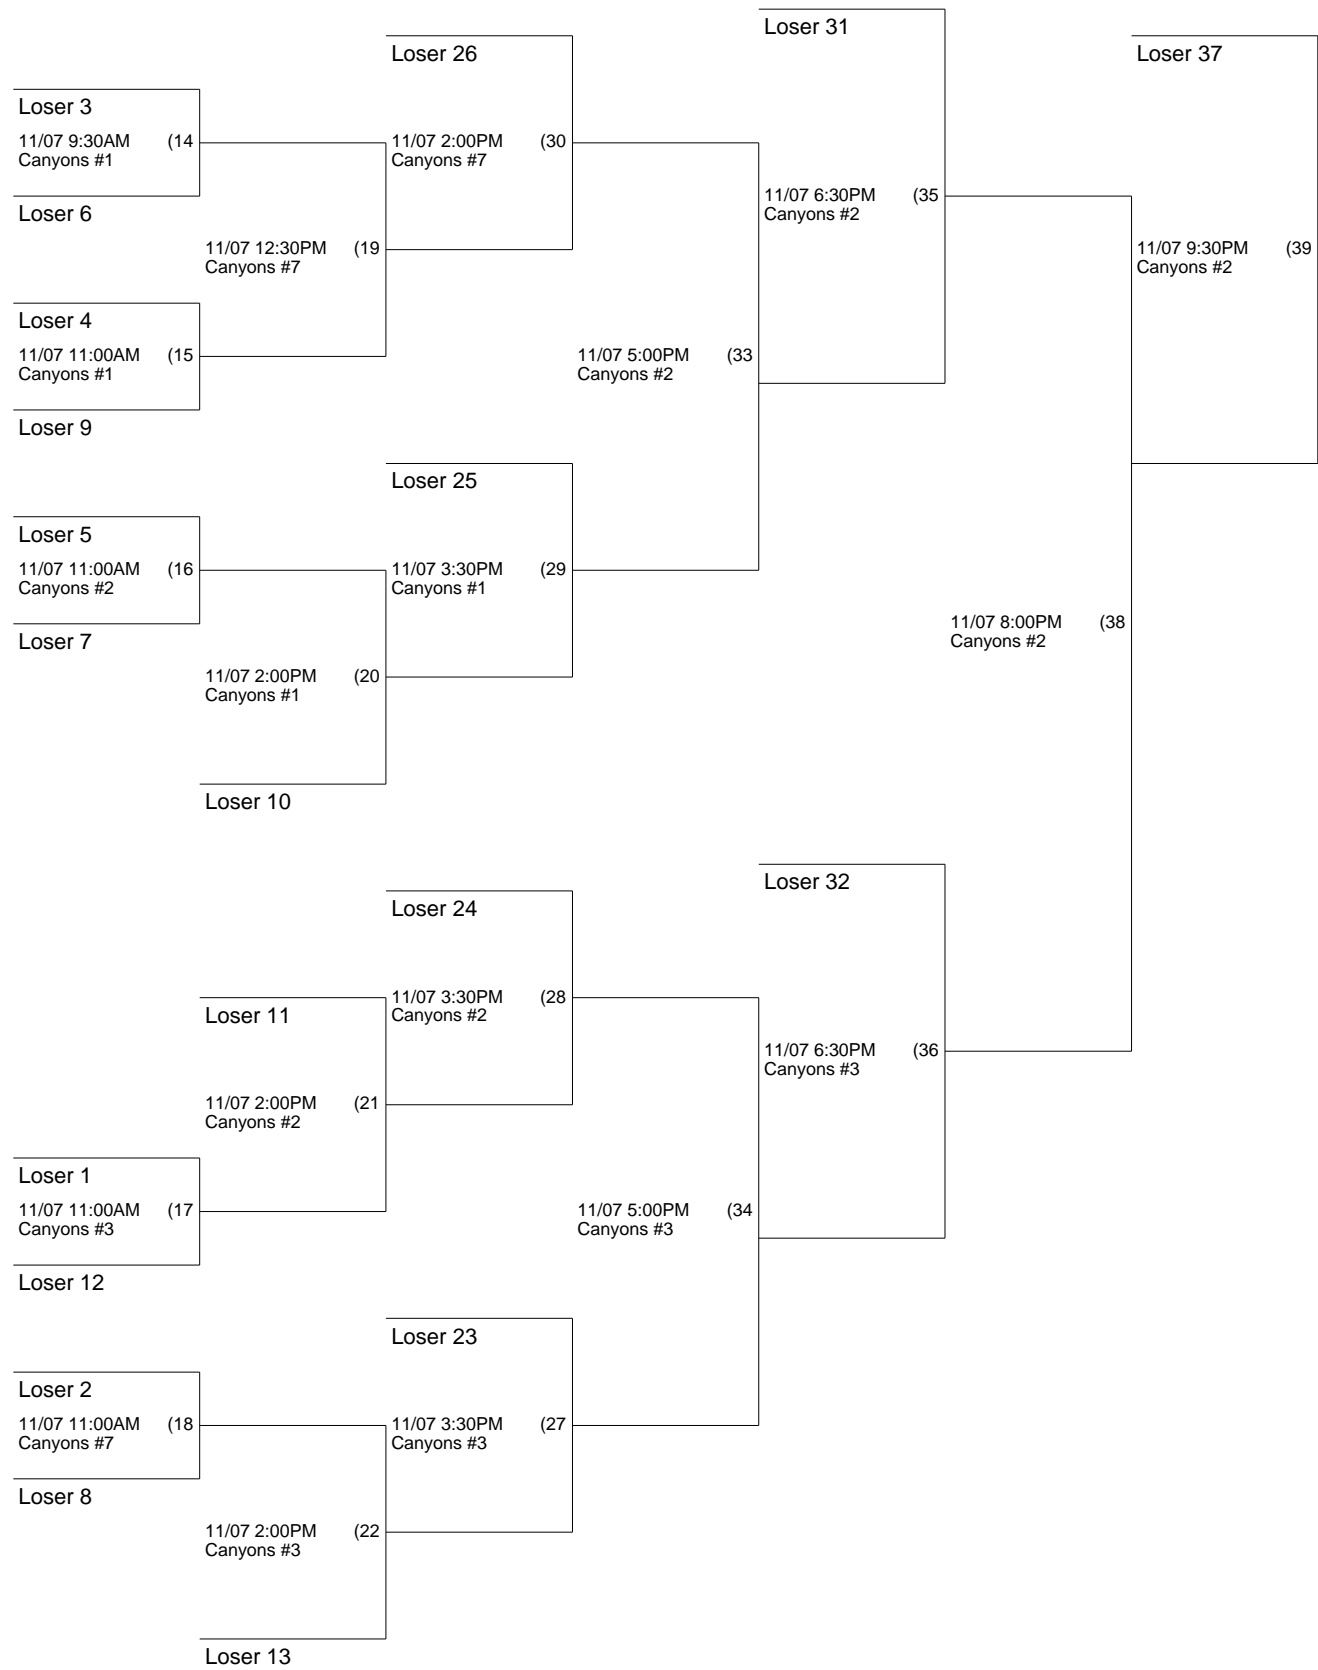 Loser 31
Loser 26
Loser 37
Loser 3
11/07 9:30AM (14
Canyons #1
11/07 2:00PM (30
Canyons #7
Loser 6
11/07 6:30PM (35
Canyons #2
11/07 12:30PM (19
Canyons #7
11/07 9:30PM (39
Canyons #2
Loser 4
11/07 11:00AM (15
Canyons #1
11/07 5:00PM (33
Canyons #2
Loser 9
Loser 25
Loser 5
11/07 11:00AM (16
Canyons #2
11/07 3:30PM (29
Canyons #1
Loser 7
11/07 8:00PM (38
Canyons #2
11/07 2:00PM (20
Canyons #1
Loser 10
Loser 32
Loser 24
Loser 11
11/07 3:30PM (28
Canyons #2
11/07 6:30PM (36
Canyons #3
11/07 2:00PM (21
Canyons #2
Loser 1
11/07 11:00AM (17
Canyons #3
11/07 5:00PM (34
Canyons #3
Loser 12
Loser 23
Loser 2
11/07 11:00AM (18
Canyons #7
11/07 3:30PM (27
Canyons #3
Loser 8
11/07 2:00PM (22
Canyons #3
Loser 13